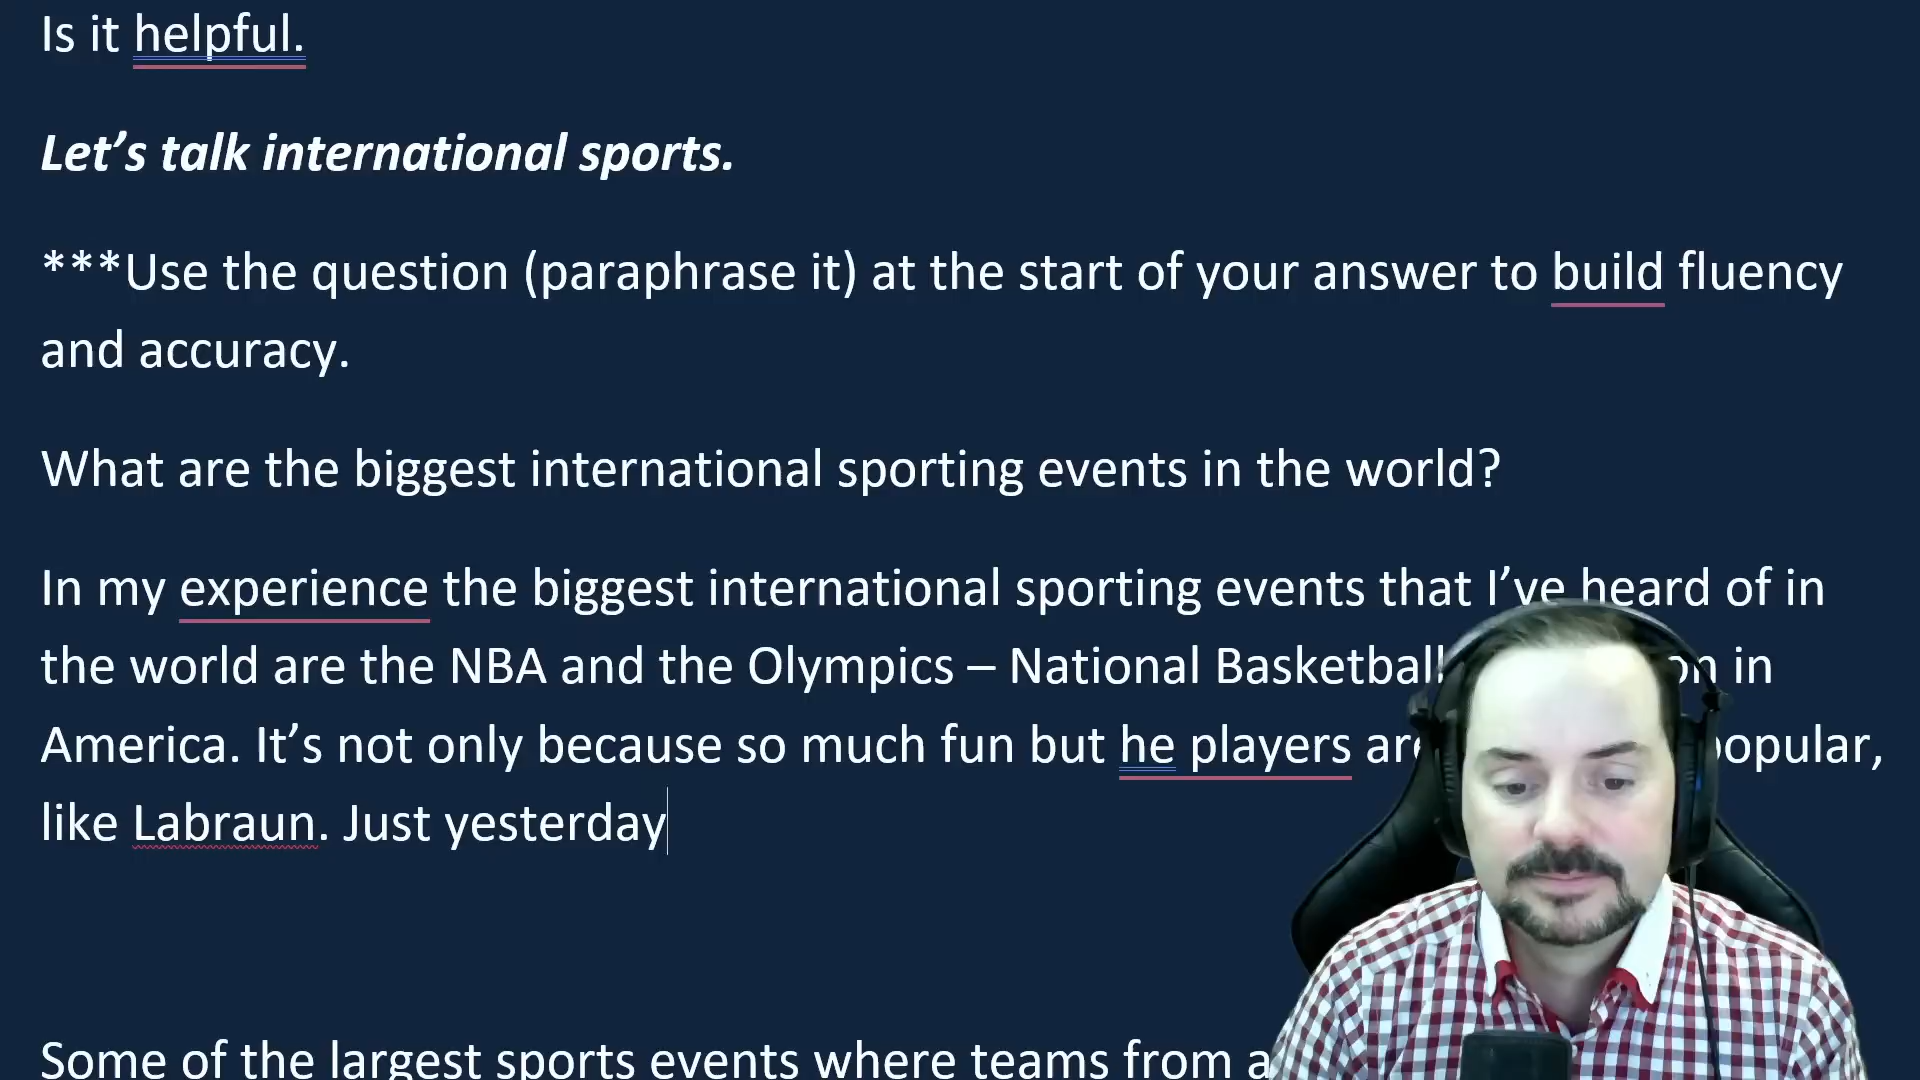 Is it helpful.
Let’s talk international sports.
***Use the question (paraphrase it) at the start of your answer to build fluency
and accuracy.
What are the biggest international sporting events in the world?
In my experience the biggest international sporting events that I’ve heard of in
the world are the NBA and the Olympics – National Basketball in
America. It’s not only because so much fun but he players are popular,
like Labraun. Just yesterday
Some of the largest sports events where teams from